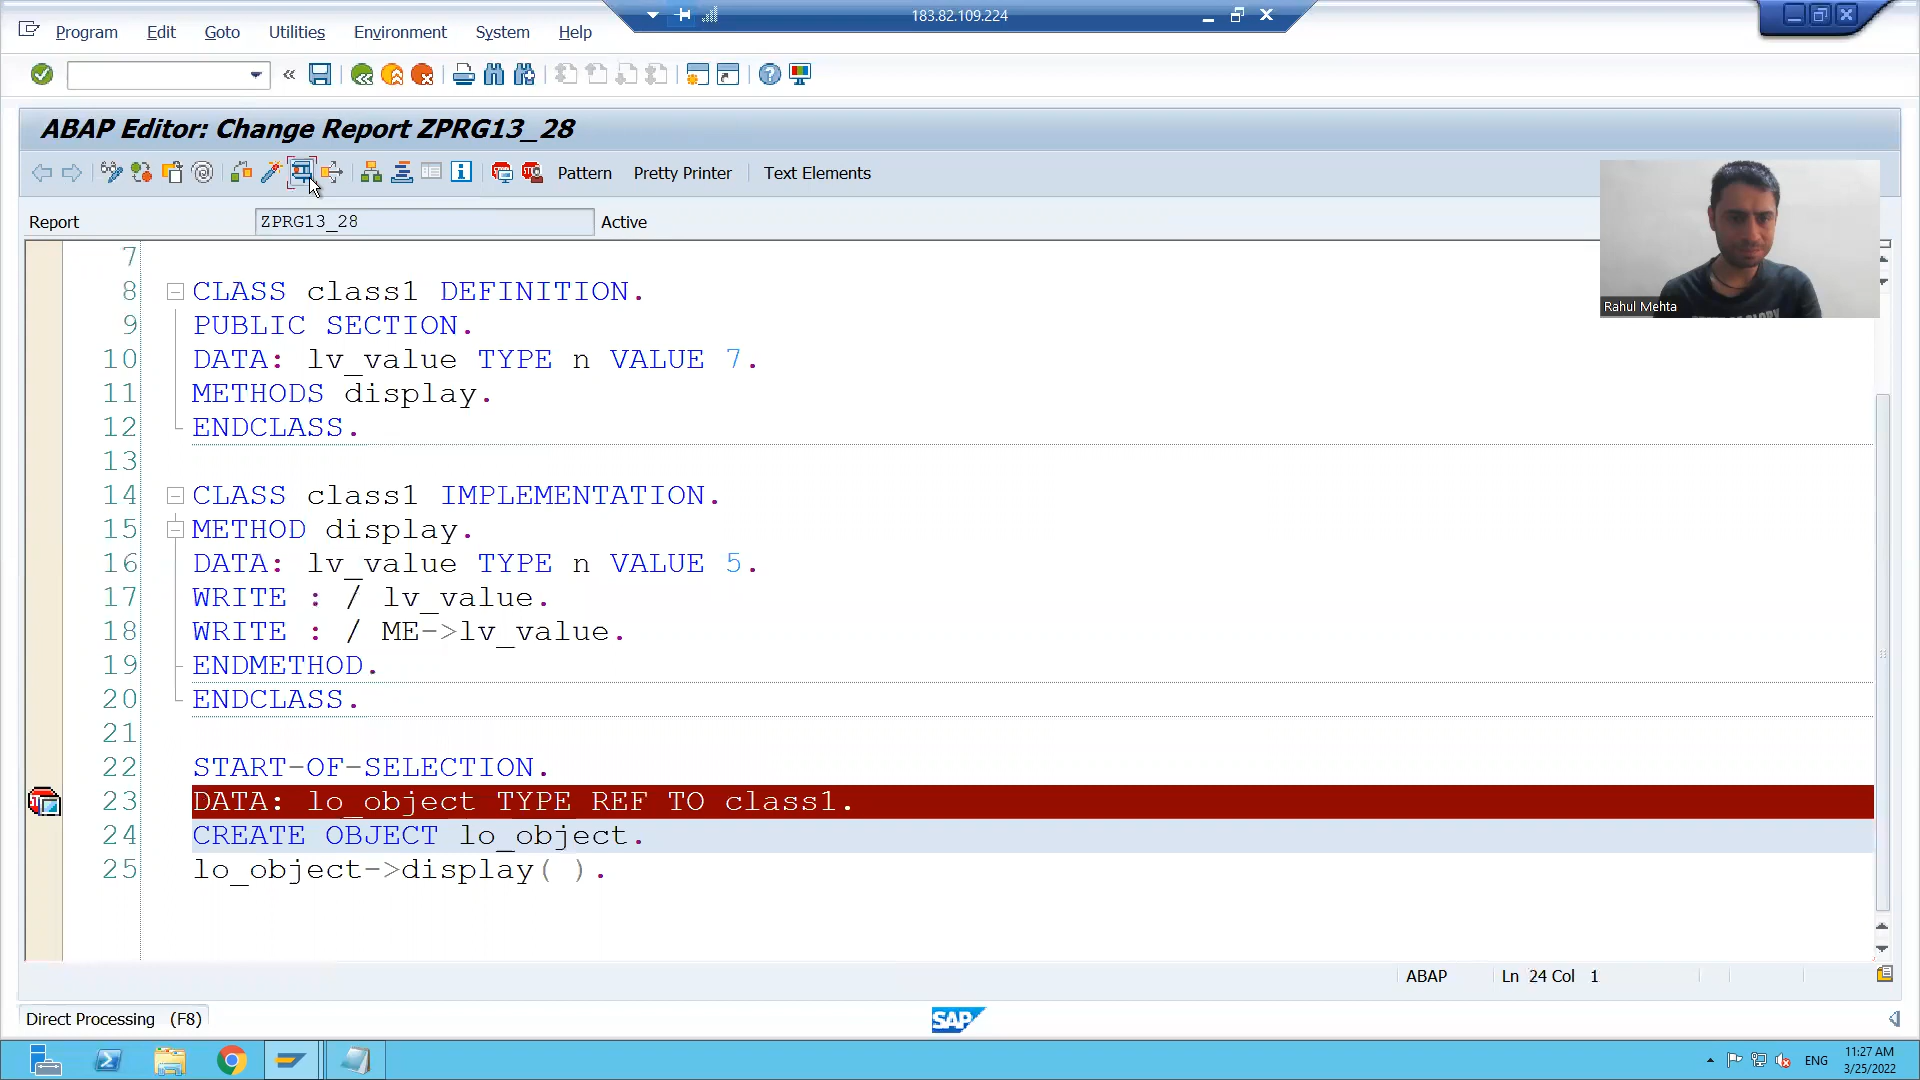 183.82.109.224
Program Edit Goto Utilities Environment System Help
ABAP Editor: Change Report ZPRG13_28
Pattern Pretty Printer Text Elements
Report ZPRG13_28 Active
Rahul Mehta
7
8 CLASS class1 DEFINITION.
9 PUBLIC SECTION.
10 DATA: lv_value TYPE n VALUE 7.
11 METHODS display.
12 ENDCLASS.
13
14 CLASS class1 IMPLEMENTATION.
15 METHOD display.
16 DATA: lv_value TYPE n VALUE 5.
17 WRITE : / lv_value.
18 WRITE : / ME->lv_value.
19 ENDMETHOD.
20 ENDCLASS.
21
22 START-OF-SELECTION.
23 DATA: lo_object TYPE REF TO class1.
24 CREATE OBJECT lo_object.
25 lo_object->display( ).
ABAP Ln 24 Col 1
Direct Processing (F8)
SAP
ENG
11:27 AM
3/25/2022